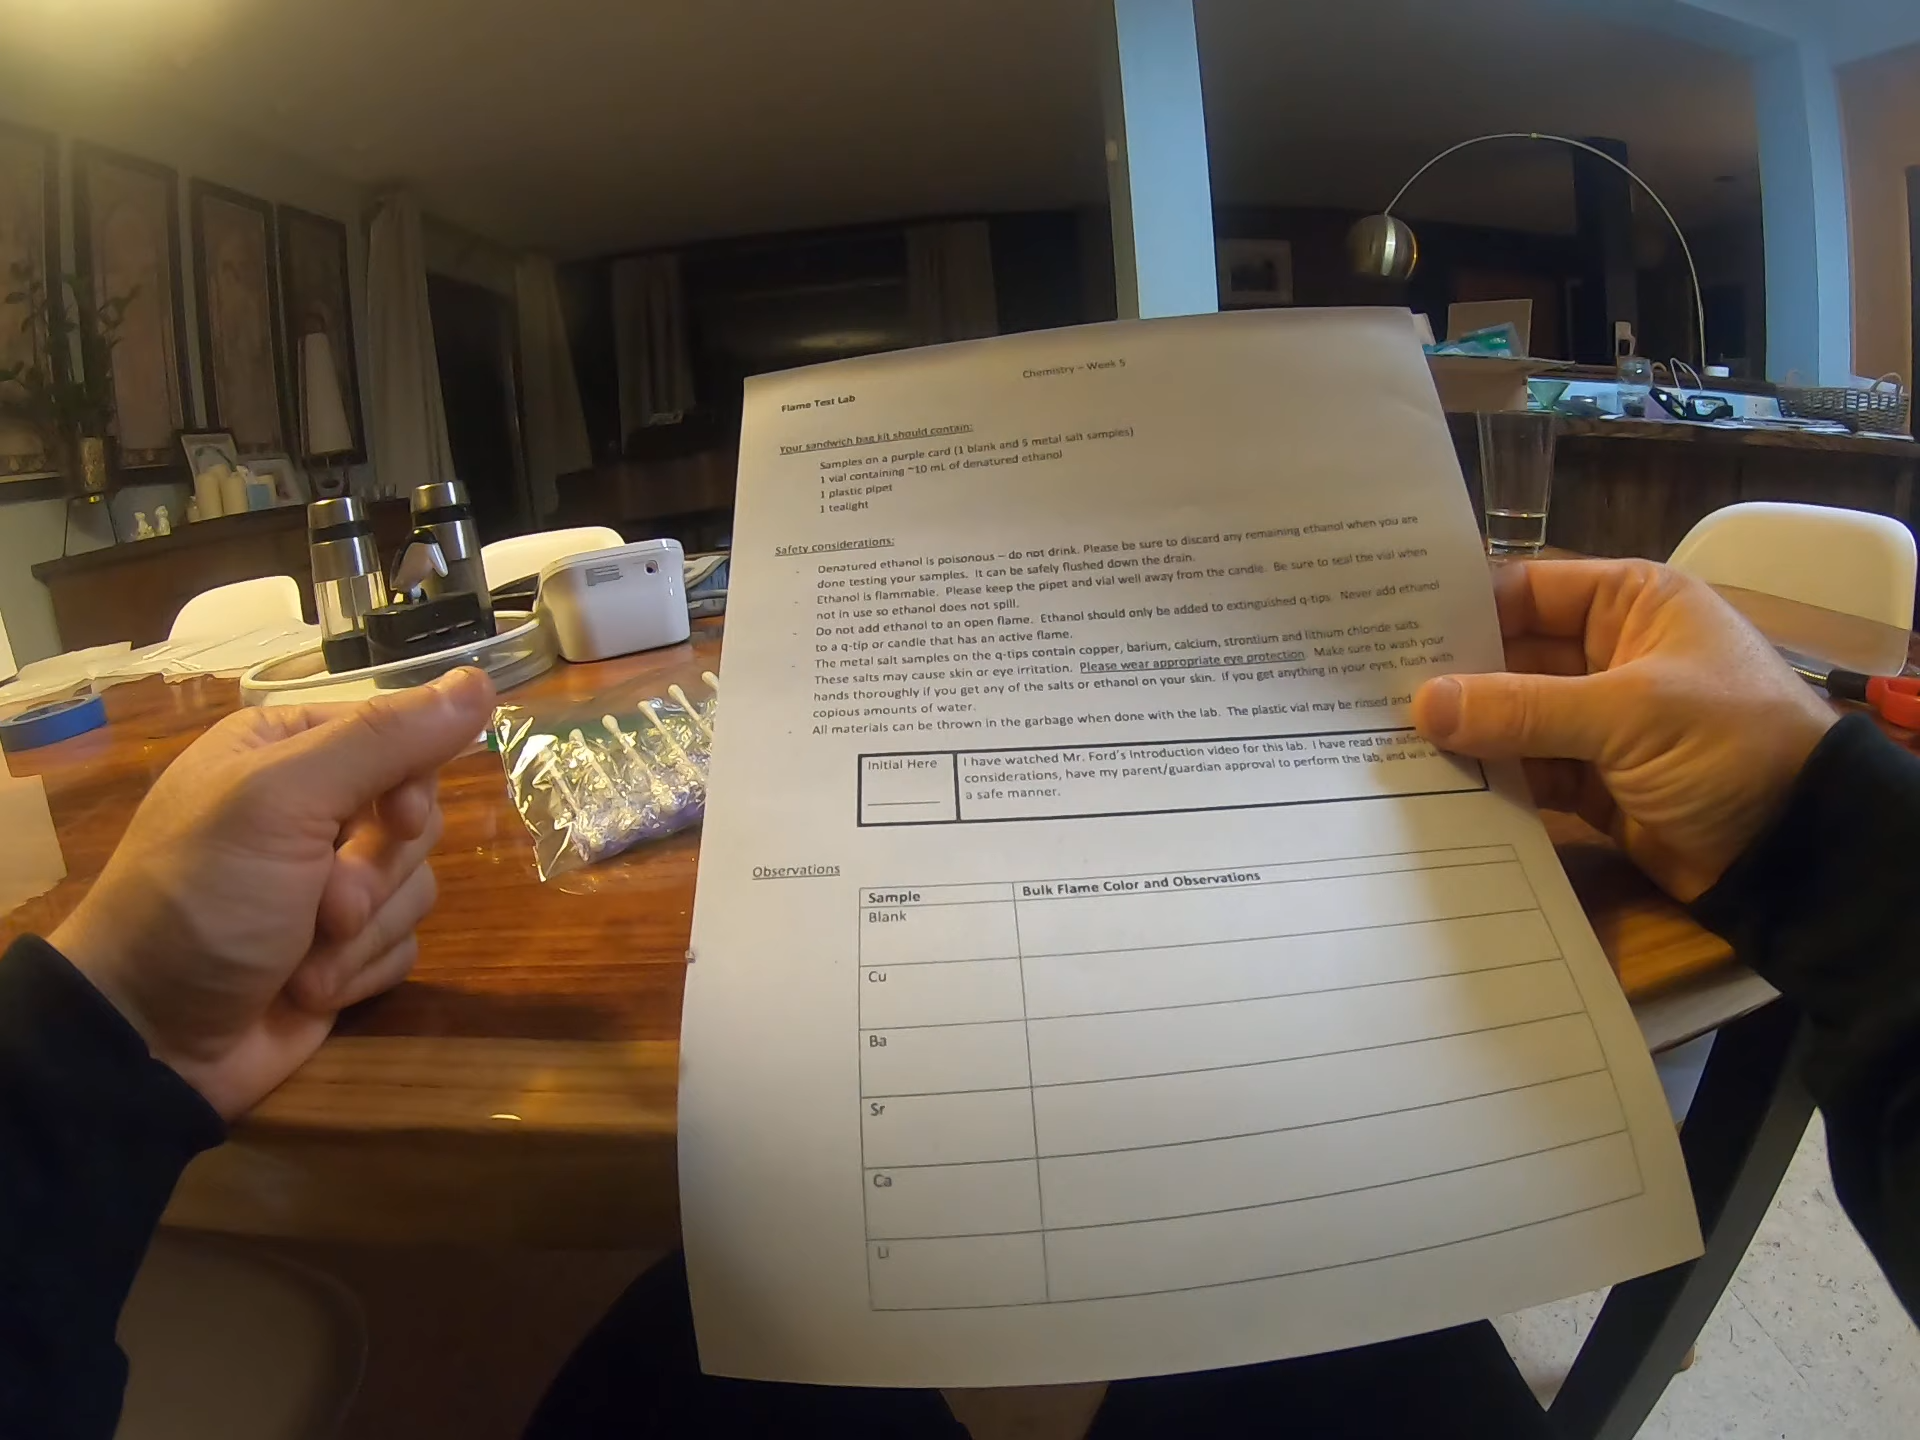 Chemistry – Week 5
Flame Test Lab
Your sandwich bag kit should contain:
Samples on a purple card (1 blank and 5 metal salt samples)
1 vial containing ~10 mL of denatured ethanol
1 plastic pipet
1 tealight
Safety considerations:
- Denatured ethanol is poisonous – do not drink. Please be sure to discard any remaining ethanol when you are
done testing your samples. It can be safely flushed down the drain.
- Ethanol is flammable. Please keep the pipet and vial well away from the candle. Be sure to seal the vial when
not in use so ethanol does not spill.
- Do not add ethanol to an open flame. Ethanol should only be added to extinguished q-tips. Never add ethanol
to a q-tip or candle that has an active flame.
- The metal salt samples on the q-tips contain copper, barium, calcium, strontium and lithium chloride salts.
These salts may cause skin or eye irritation. Please wear appropriate eye protection. Make sure to wash your
hands thoroughly if you get any of the salts or ethanol on your skin. If you get anything in your eyes, flush with
copious amounts of water.
- All materials can be thrown in the garbage when done with the lab. The plastic vial may be rinsed and
Initial Here
I have watched Mr. Ford's Introduction video for this lab. I have read the safety
considerations, have my parent/guardian approval to perform the lab, and will
a safe manner.
Observations
Sample Bulk Flame Color and Observations
Blank
Cu
Ba
Sr
Ca
Li